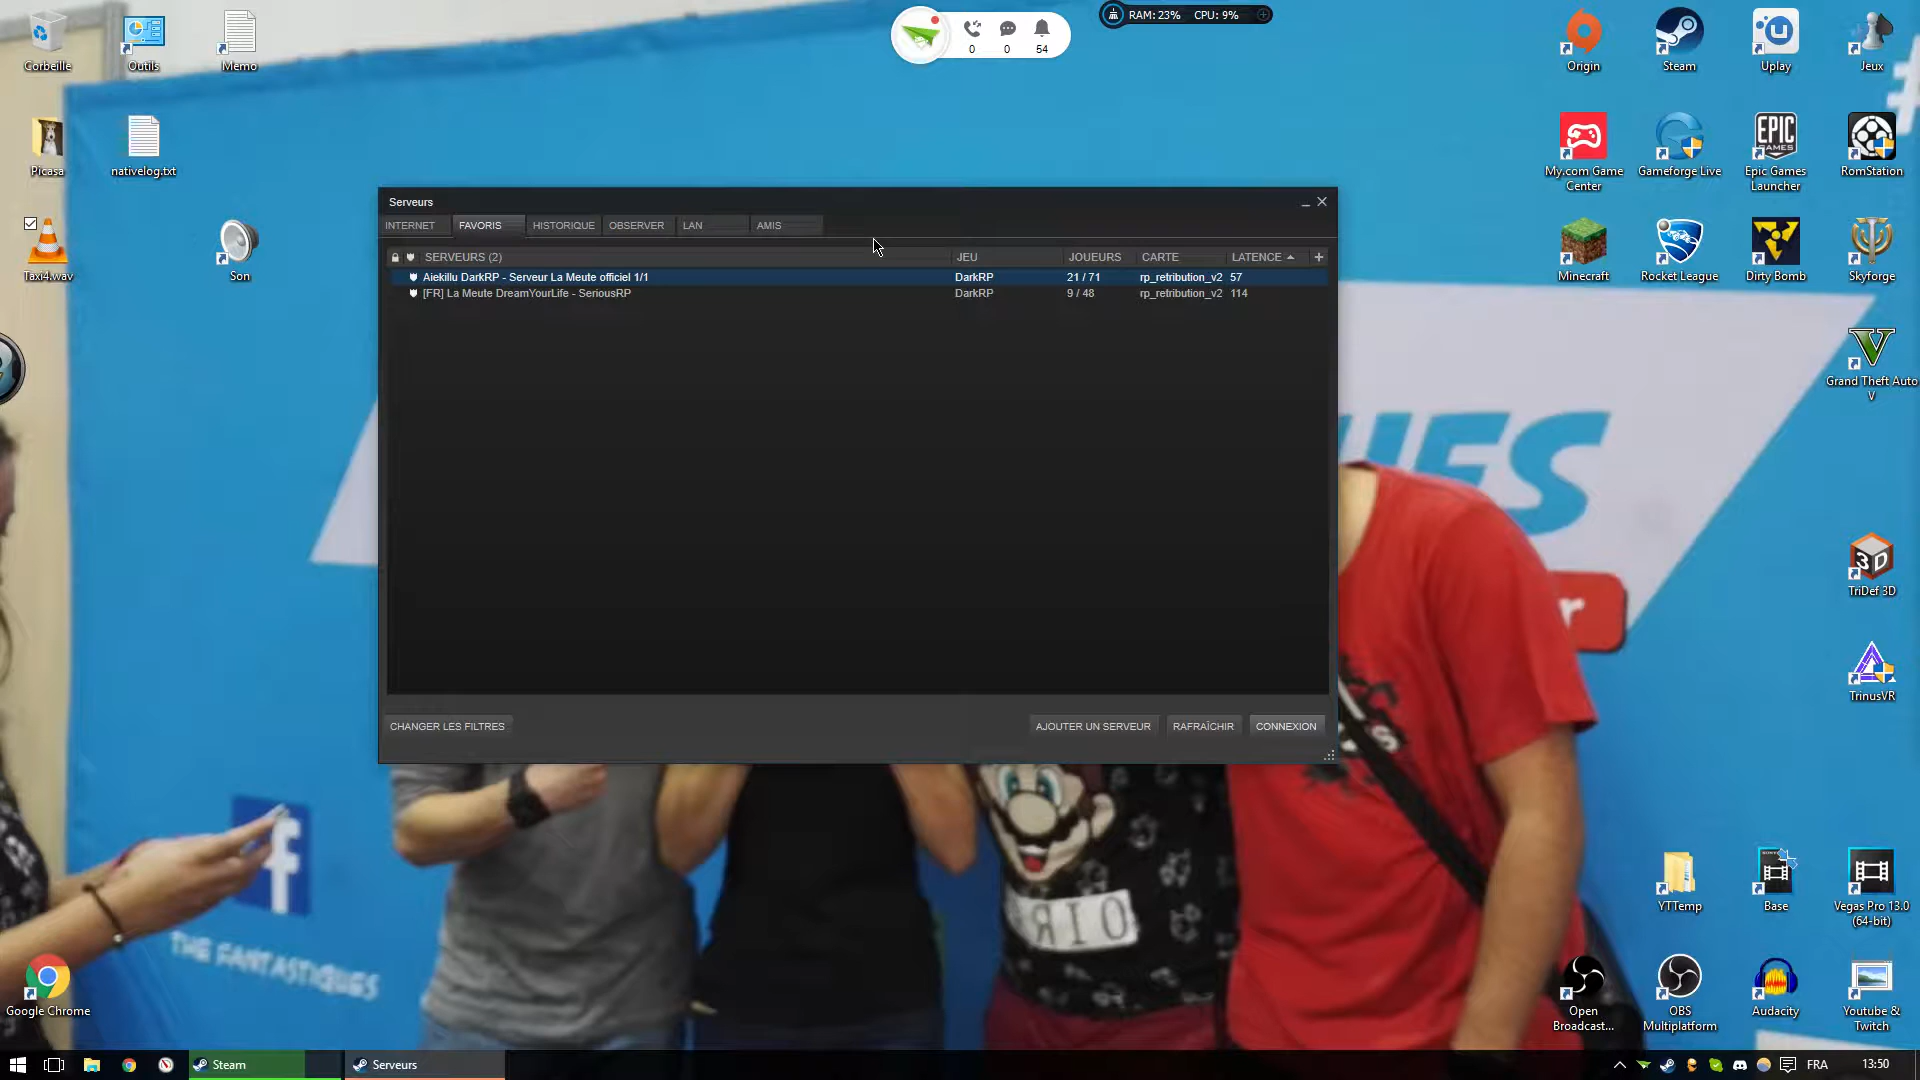 RAM: 23% CPU: 9%
0 0 54
Corbeille
Outils
Memo
Origin
Steam
Uplay
Jeux
Picasa
nativelog.txt
My.com Game
Center
Gameforge Live
EPIC
GAMES
Epic Games
Launcher
RomStation
Taxi4.wav
Son
Minecraft
Rocket League
Dirty Bomb
Skyforge
Grand Theft Auto
V
TriDef 3D
TrinusVR
Serveurs
INTERNET FAVORIS HISTORIQUE OBSERVER LAN AMIS
SERVEURS (2) JEU JOUEURS CARTE LATENCE
Aiekillu DarkRP - Serveur La Meute officiel 1/1 DarkRP 21 / 71 rp_retribution_v2 57
[FR] La Meute DreamYourLife - SeriousRP DarkRP 9 / 48 rp_retribution_v2 114
CHANGER LES FILTRES AJOUTER UN SERVEUR RAFRAÎCHIR CONNEXION
THE FANTASTIQUES
YTTemp
Base
Vegas Pro 13.0
(64-bit)
Google Chrome
Open
Broadcast...
OBS
Multiplatform
Audacity
Youtube &
Twitch
Steam
Serveurs
FRA
13:50